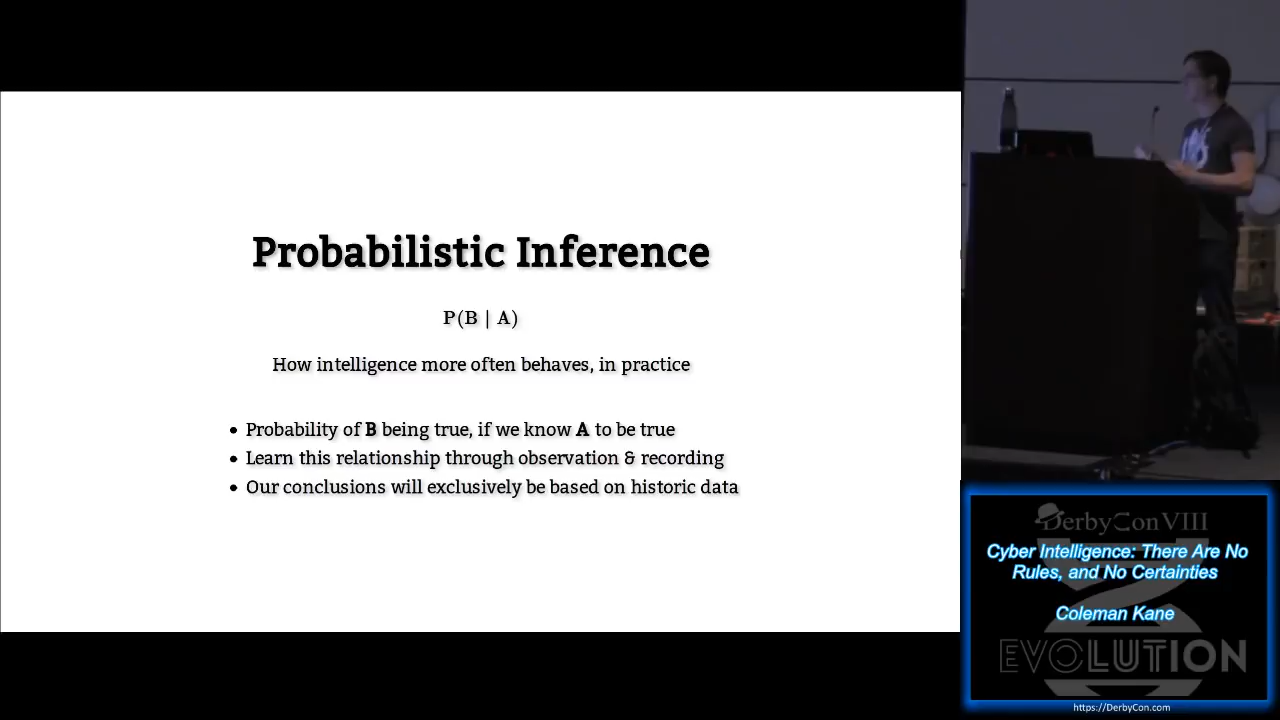 Probabilistic Inference
P(B | A)
How intelligence more often behaves, in practice
• Probability of B being true, if we know A to be true
• Learn this relationship through observation & recording
• Our conclusions will exclusively be based on historic data
DerbyCon VIII
Cyber Intelligence: There Are No
Rules, and No Certainties
Coleman Kane
EVOLUTION
https://DerbyCon.com